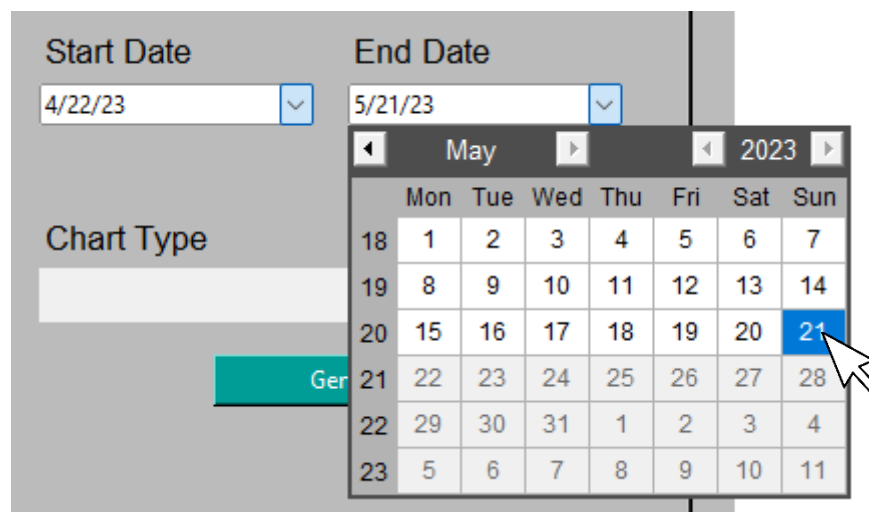 Start Date End Date
4/22/23 5/21/23
May 2023
Mon Tue Wed Thu Fri Sat Sun
Chart Type
18 1 2 3 4 5 6 7
19 8 9 10 11 12 13 14
20 15 16 17 18 19 20 21
Ger 21 22 23 24 25 26 27 28
22 29 30 31 1 2 3 4
23 5 6 7 8 9 10 11